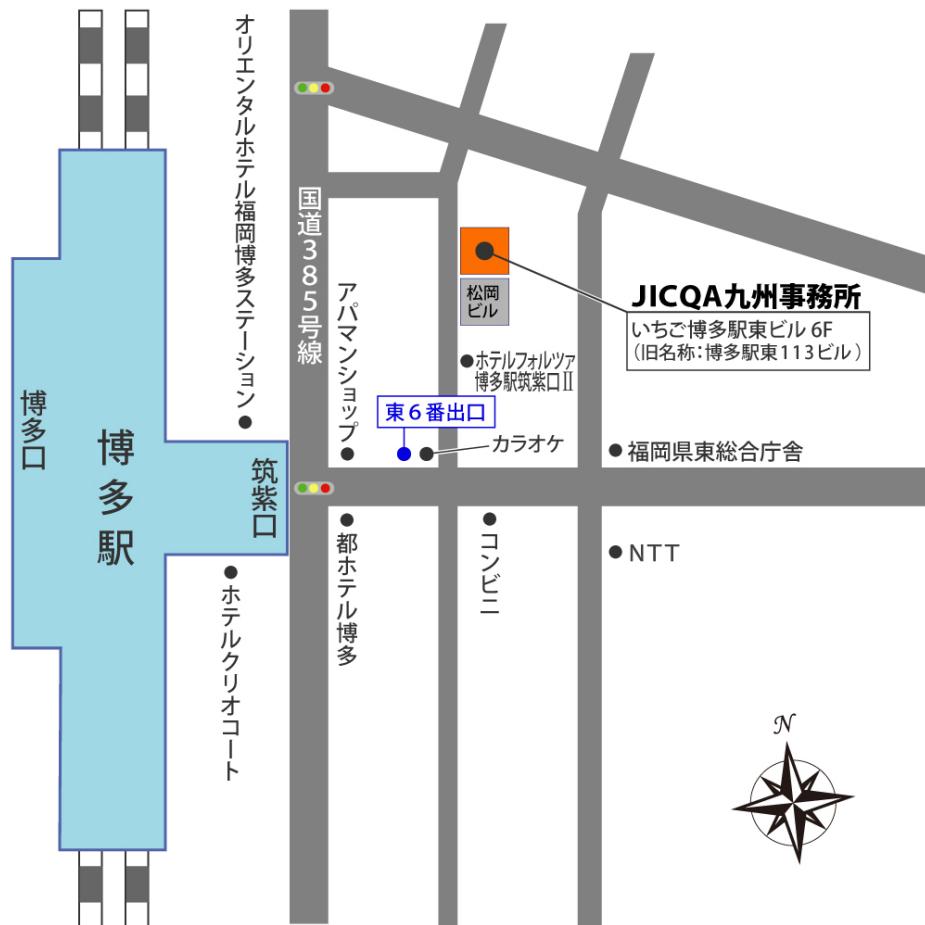 オリエンタルホテル福岡博多ステーション
国道385号線
JICQA九州事務所
いちご博多駅東ビル 6F
（旧名称：博多駅東113ビル）
松岡
ビル
アパマンショップ
ホテルフォルツァ
博多駅筑紫口Ⅱ
東6番出口
カラオケ
福岡県東総合庁舎
博多口
博多駅
筑紫口
ホテルクリオコート
都ホテル博多
コンビニ
NTT
N